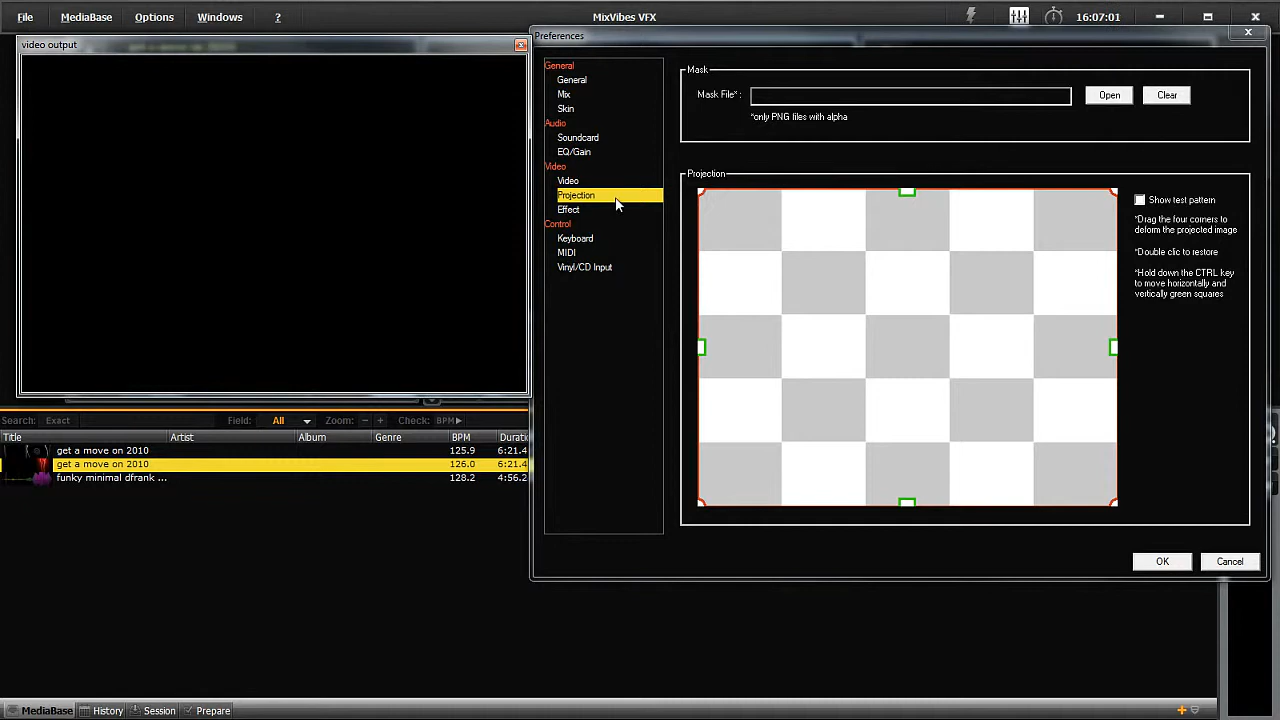 File MediaBase Options Windows ? MixVibes VFX 16:07:01
video output
Preferences
General
General
Mix
Skin
Audio
Soundcard
EQ/Gain
Video
Video
Projection
Effect
Control
Keyboard
MIDI
Vinyl/CD Input
Mask
Mask File* : Open Clear
*only PNG files with alpha
Projection
Show test pattern
*Drag the four corners to
deform the projected image
*Double clic to restore
*Hold down the CTRL key
to move horizontally and
vertically green squares
OK Cancel
Search: Exact Field: All Zoom: - + Check: BPM
Title Artist Album Genre BPM Duratic
get a move on 2010 125.9 6:21.4
get a move on 2010 126.0 6:21.4
funky minimal dfrank ... 128.2 4:56.2
MediaBase History Session Prepare